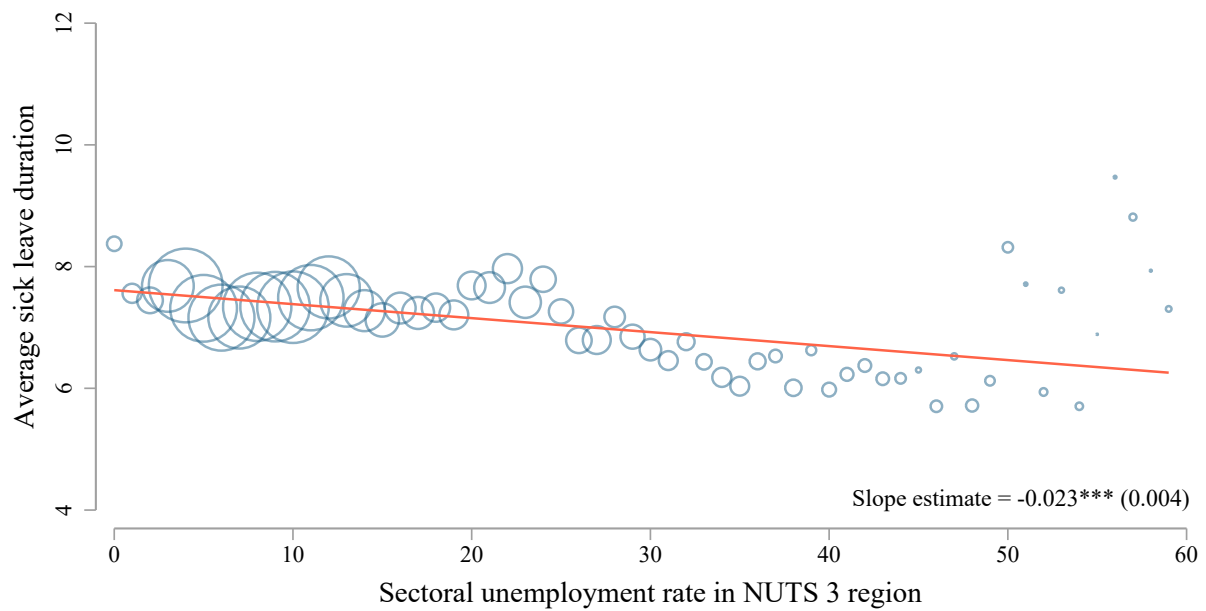 12
10
8
6
4
Average sick leave duration
Slope estimate = -0.023*** (0.004)
0 10 20 30 40 50 60
Sectoral unemployment rate in NUTS 3 region